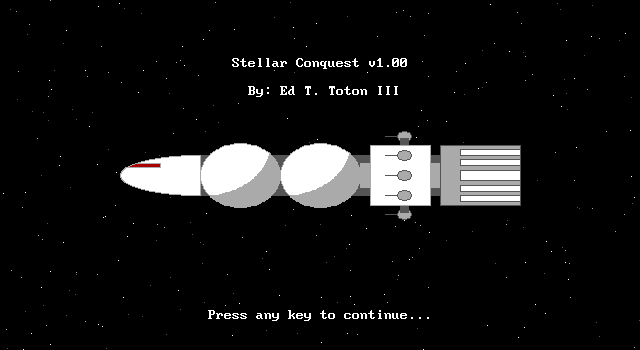 Stellar Conquest v1.00
By: Ed T. Toton III
Press any key to continue...